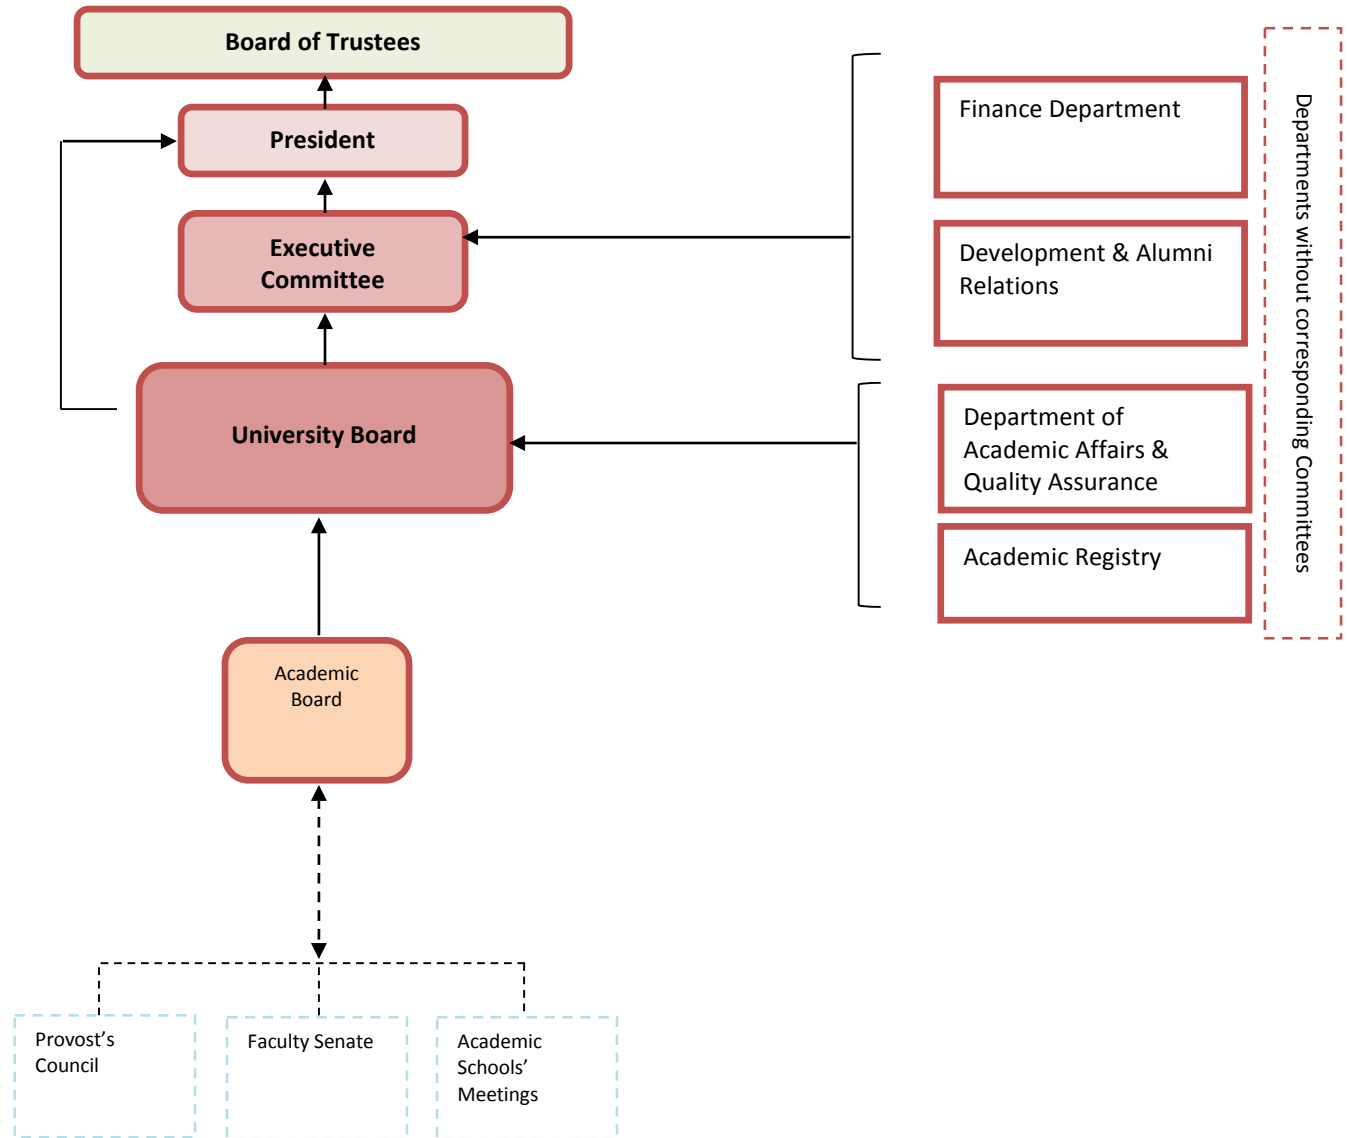 Board of Trustees
President
Executive
Committee
University Board
Academic
Board
Provost’s
Council
Faculty Senate
Academic
Schools’
Meetings
Finance Department
Development & Alumni
Relations
Department of
Academic Affairs &
Quality Assurance
Academic Registry
Departments without corresponding Committees